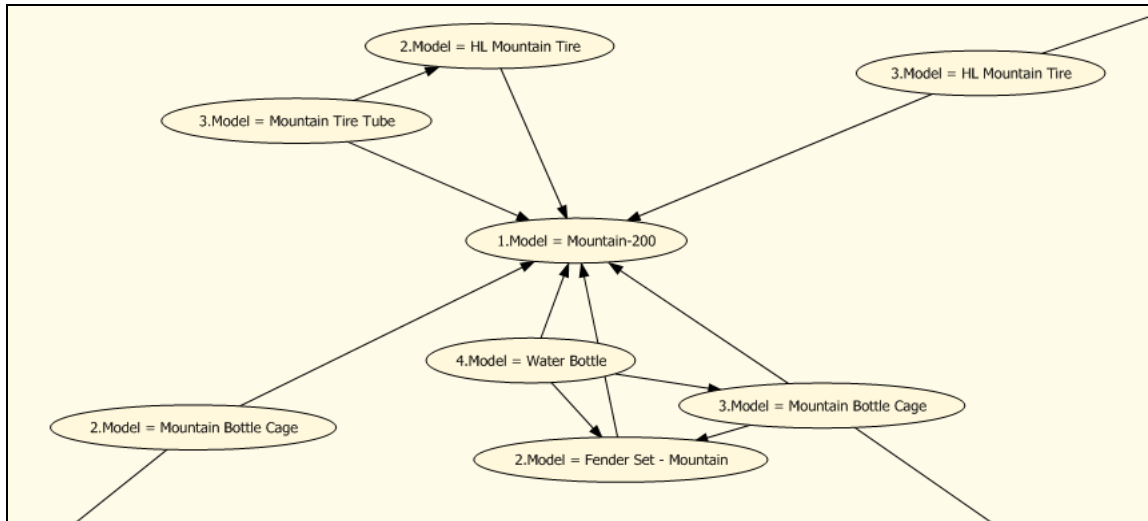 2.Model = HL Mountain Tire
3.Model = HL Mountain Tire
3.Model = Mountain Tire Tube
1.Model = Mountain-200
4.Model = Water Bottle
3.Model = Mountain Bottle Cage
2.Model = Mountain Bottle Cage
2.Model = Fender Set - Mountain